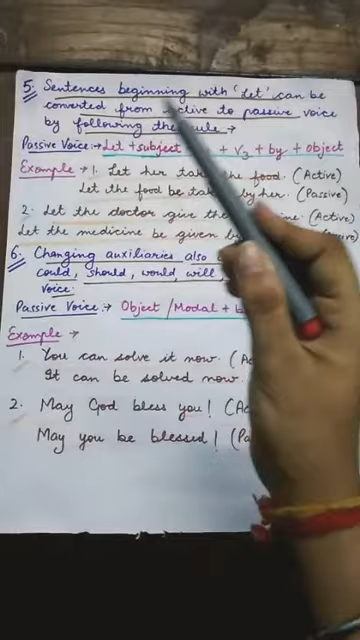 5. Sentences beginning with 'Let' can be
converted from active to passive voice
by following the rule →
Passive Voice :→ Let + subject + V3 + by + object
Example → 1. Let her the food. (Active)
Let the food be by her. (Passive)
2. Let the doctor give (Active)
Let the medicine be given
6. Changing auxiliaries also
could, should, would, will
voice.
Passive Voice :→ Object / Modal +
Example →
1. You can solve it now.
It can be solved now.
2. May God bless you!
May you be blessed!